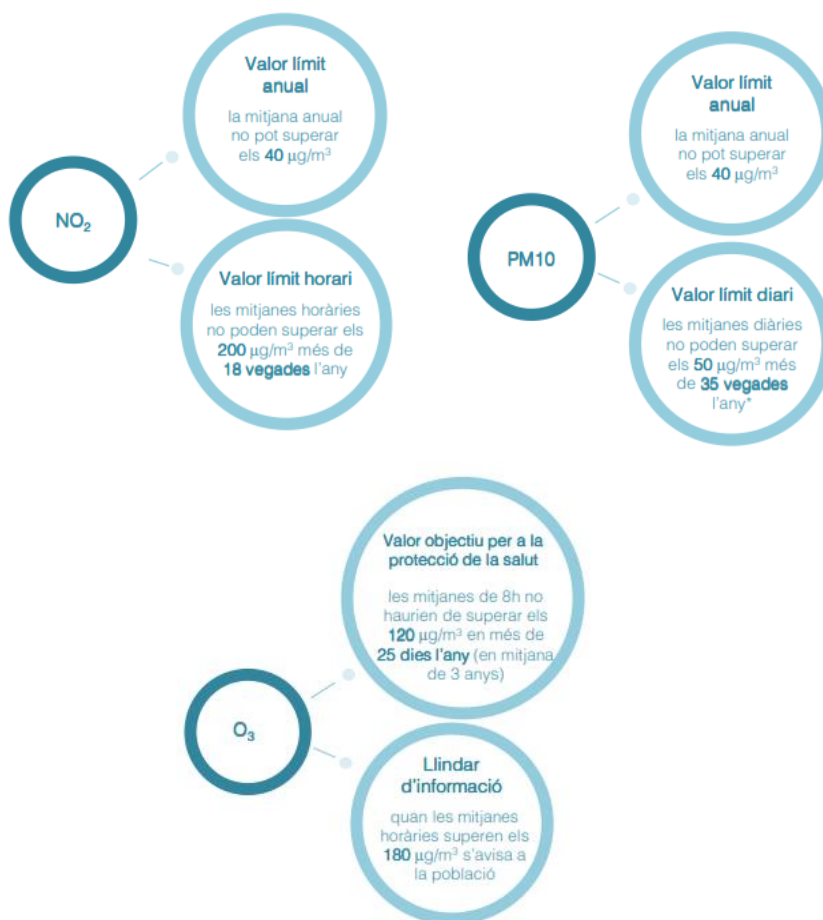 NO₂
Valor límit
anual
la mitjana anual
no pot superar
els 40 µg/m³
Valor límit horari
les mitjanes horàries
no poden superar els
200 µg/m³ més de
18 vegades l'any
PM10
Valor límit
anual
la mitjana anual
no pot superar
els 40 µg/m³
Valor límit diari
les mitjanes diàries
no poden superar
els 50 µg/m³ més
de 35 vegades
l'any*
O₃
Valor objectiu per a la
protecció de la salut
les mitjanes de 8h no
haurien de superar els
120 µg/m³ en més de
25 dies l'any (en mitjana
de 3 anys)
Llindar
d'informació
quan les mitjanes
horàries superen els
180 µg/m³ s'avisa a
la població